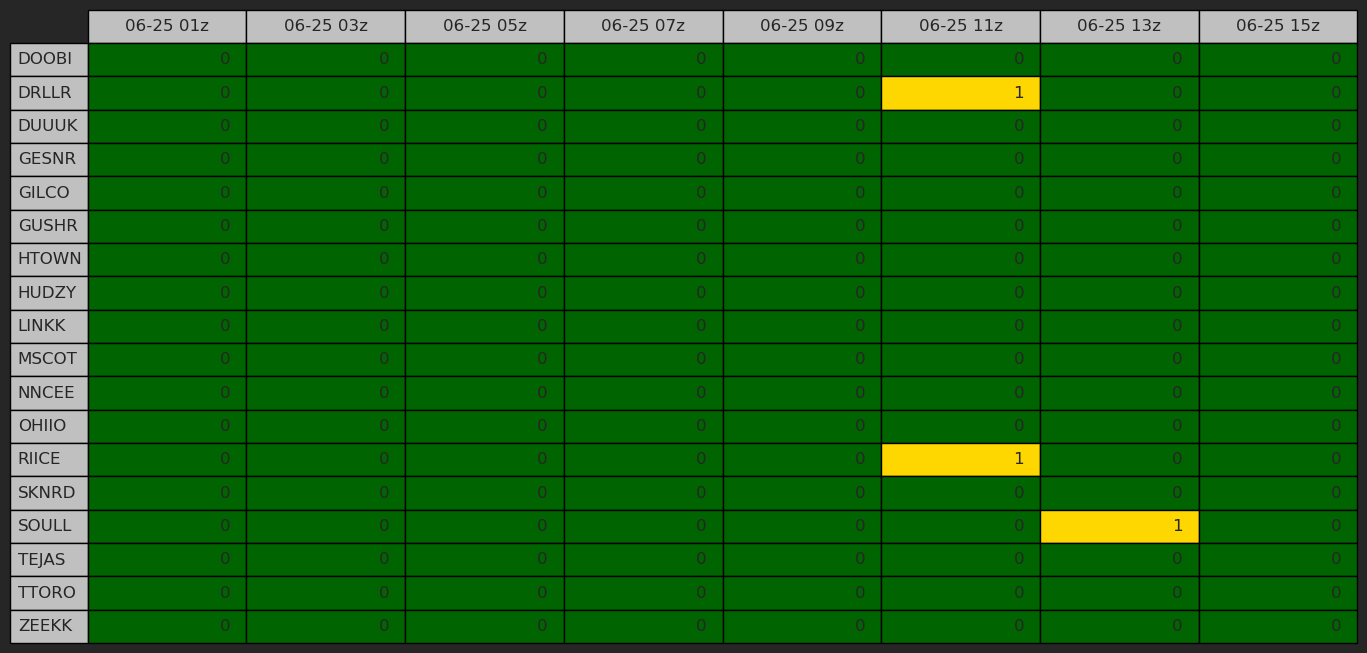 06-25 01z 06-25 03z 06-25 05z 06-25 07z 06-25 09z 06-25 11z 06-25 13z 06-25 15z
DOOBI 0 0 0 0 0 0 0 0
DRLLR 0 0 0 0 0 1 0 0
DUUUK 0 0 0 0 0 0 0 0
GESNR 0 0 0 0 0 0 0 0
GILCO 0 0 0 0 0 0 0 0
GUSHR 0 0 0 0 0 0 0 0
HTOWN 0 0 0 0 0 0 0 0
HUDZY 0 0 0 0 0 0 0 0
LINKK 0 0 0 0 0 0 0 0
MSCOT 0 0 0 0 0 0 0 0
NNCEE 0 0 0 0 0 0 0 0
OHIIO 0 0 0 0 0 0 0 0
RIICE 0 0 0 0 0 1 0 0
SKNRD 0 0 0 0 0 0 0 0
SOULL 0 0 0 0 0 0 1 0
TEJAS 0 0 0 0 0 0 0 0
TTORO 0 0 0 0 0 0 0 0
ZEEKK 0 0 0 0 0 0 0 0